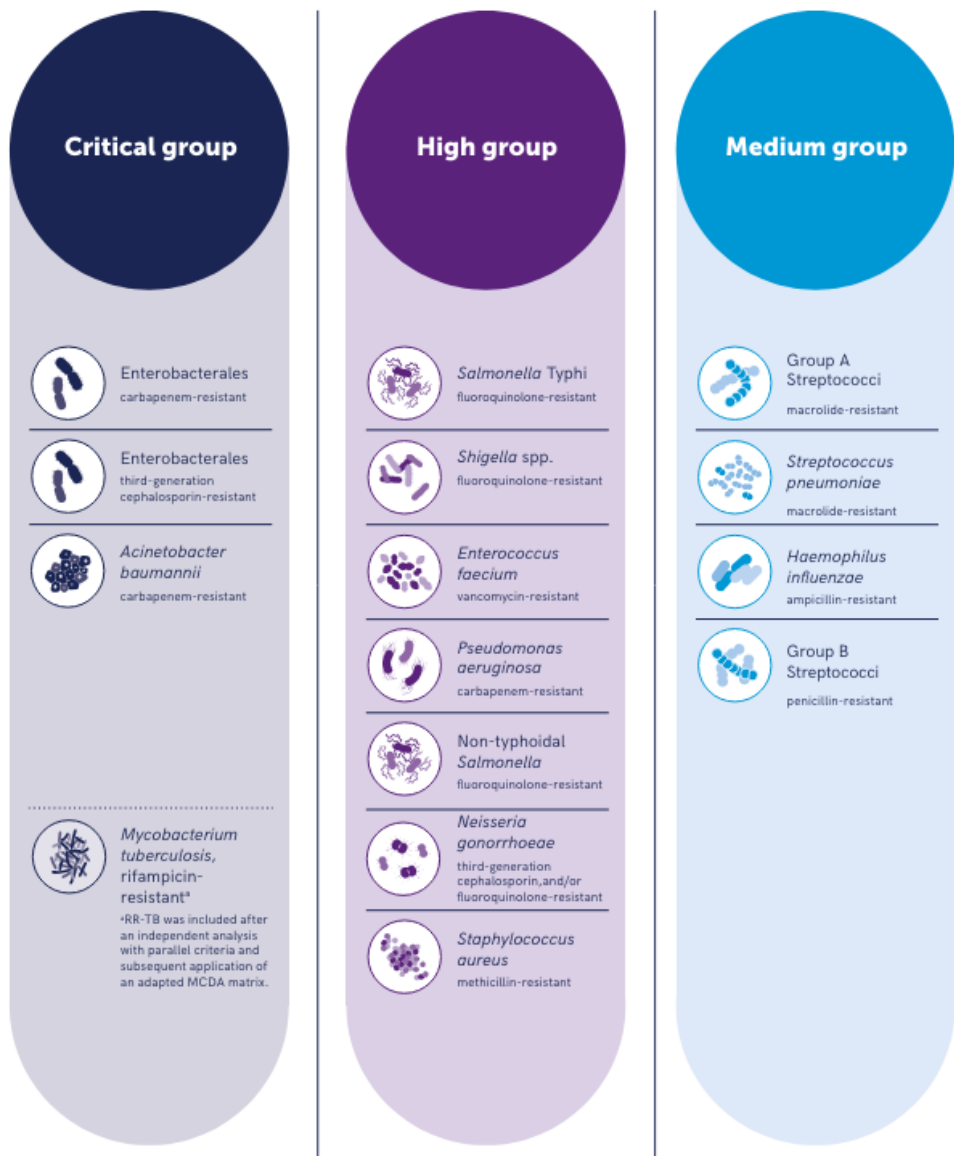 Critical group
Enterobacterales
carbapenem-resistant
Enterobacterales
third-generation
cephalosporin-resistant
Acinetobacter
baumannii
carbapenem-resistant
Mycobacterium
tuberculosis,
rifampicin-
resistantᵃ
ᵃRR-TB was included after
an independent analysis
with parallel criteria and
subsequent application of
an adapted MCDA matrix.
High group
Salmonella Typhi
fluoroquinolone-resistant
Shigella spp.
fluoroquinolone-resistant
Enterococcus
faecium
vancomycin-resistant
Pseudomonas
aeruginosa
carbapenem-resistant
Non-typhoidal
Salmonella
fluoroquinolone-resistant
Neisseria
gonorrhoeae
third-generation
cephalosporin,and/or
fluoroquinolone-resistant
Staphylococcus
aureus
methicillin-resistant
Medium group
Group A
Streptococci
macrolide-resistant
Streptococcus
pneumoniae
macrolide-resistant
Haemophilus
influenzae
ampicillin-resistant
Group B
Streptococci
penicillin-resistant